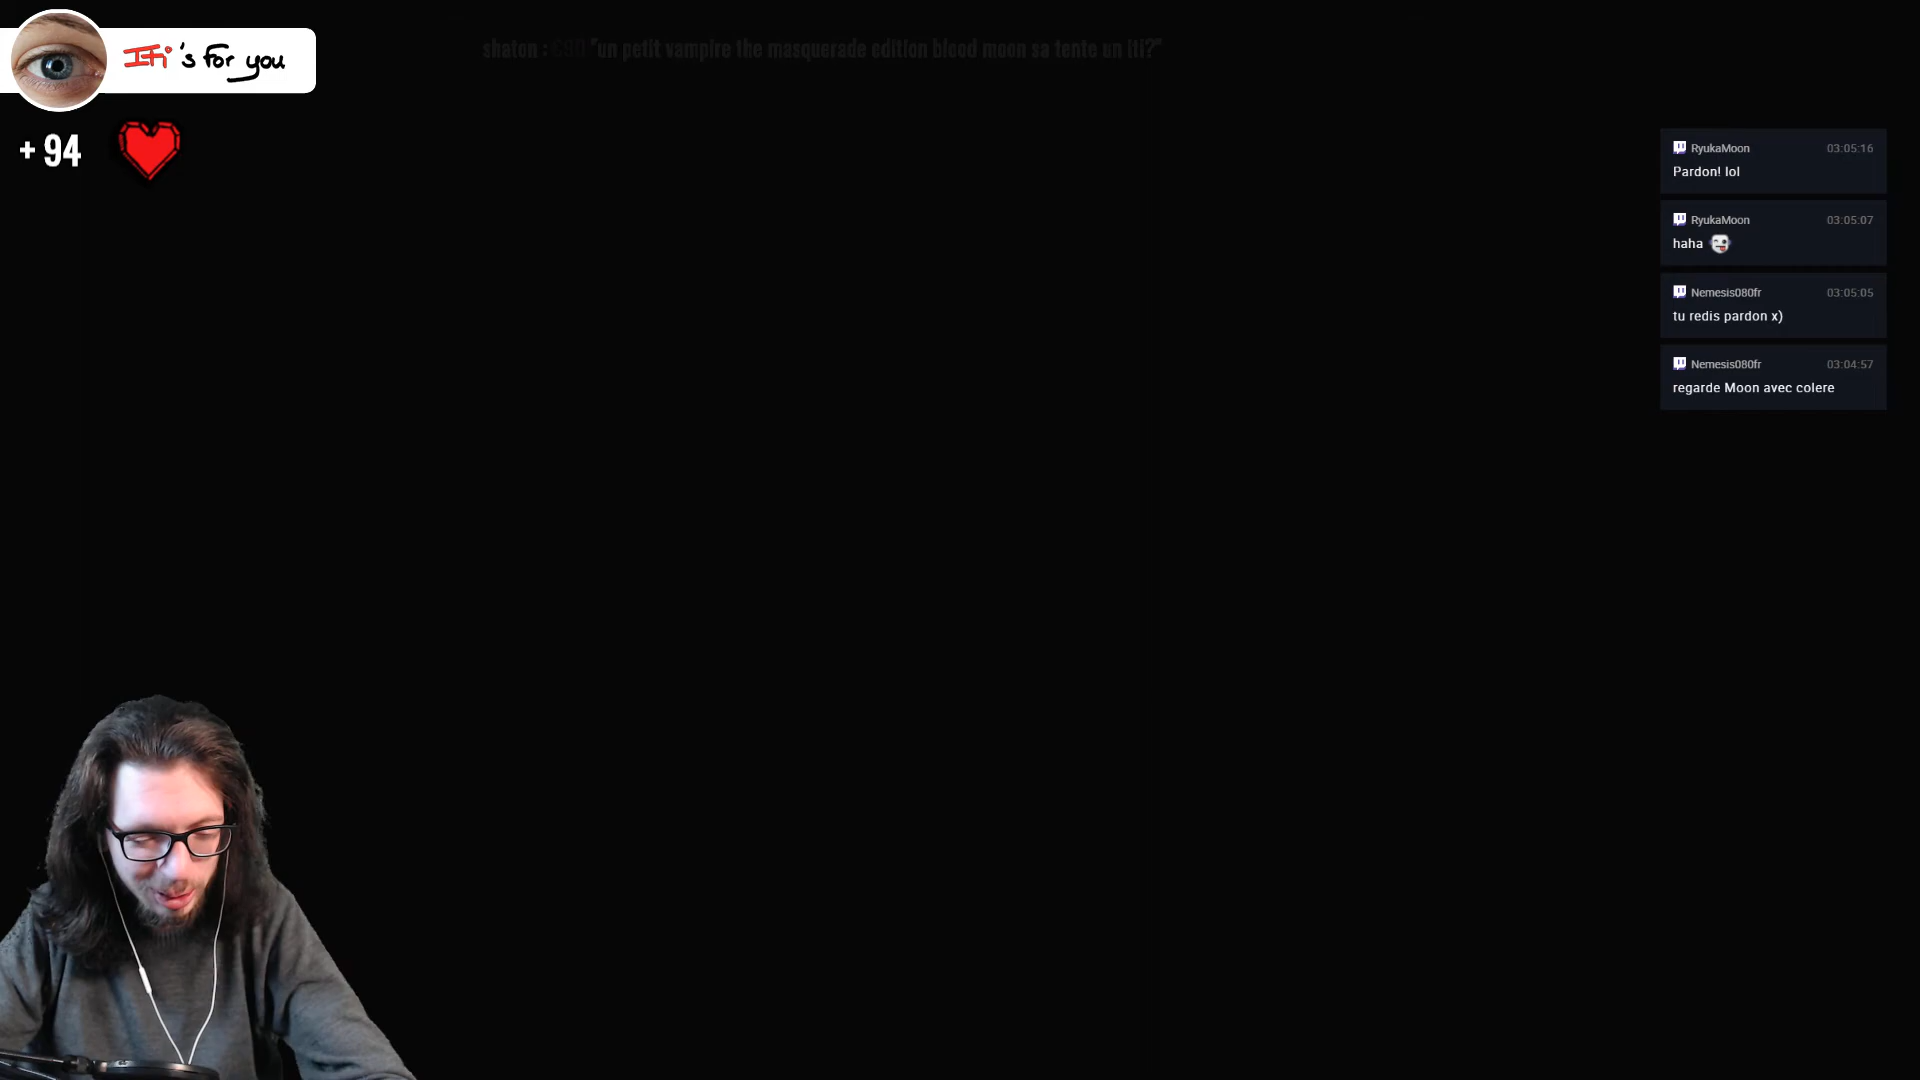 Iti's for you
shaton : €90 "un petit vampire the masquerade edition blood moon sa tente un iti?"
+ 94
RyukaMoon 03:05:16
Pardon! lol
RyukaMoon 03:05:07
haha
Nemesis080fr 03:05:05
tu redis pardon x)
Nemesis080fr 03:04:57
regarde Moon avec colere